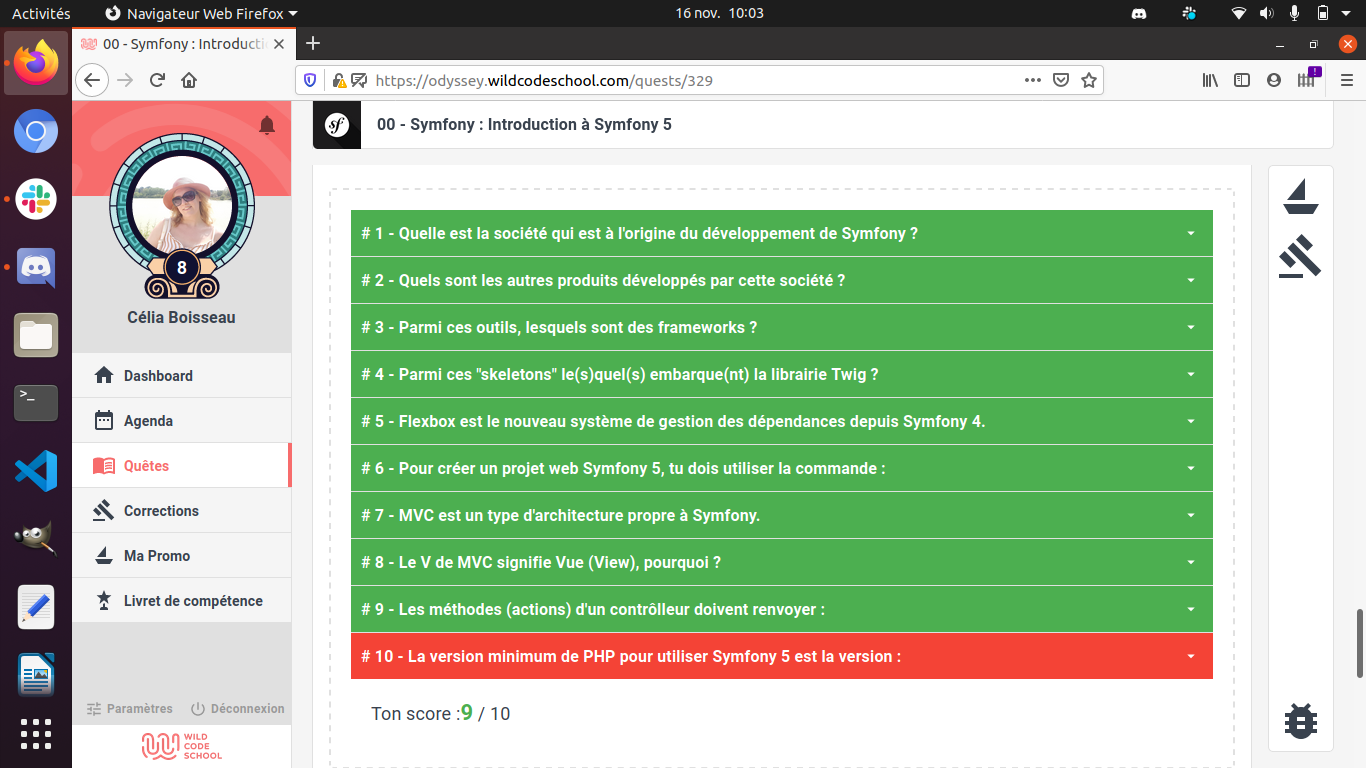 Activités
Navigateur Web Firefox
16 nov. 10:03
00 - Symfony : Introducti
https://odyssey.wildcodeschool.com/quests/329
sf
00 - Symfony : Introduction à Symfony 5
8
Célia Boisseau
Dashboard
Agenda
Quêtes
Corrections
Ma Promo
Livret de compétence
Paramètres
Déconnexion
WILD
CODE
SCHOOL
# 1 - Quelle est la société qui est à l'origine du développement de Symfony ?
# 2 - Quels sont les autres produits développés par cette société ?
# 3 - Parmi ces outils, lesquels sont des frameworks ?
# 4 - Parmi ces "skeletons" le(s)quel(s) embarque(nt) la librairie Twig ?
# 5 - Flexbox est le nouveau système de gestion des dépendances depuis Symfony 4.
# 6 - Pour créer un projet web Symfony 5, tu dois utiliser la commande :
# 7 - MVC est un type d'architecture propre à Symfony.
# 8 - Le V de MVC signifie Vue (View), pourquoi ?
# 9 - Les méthodes (actions) d'un contrôlleur doivent renvoyer :
# 10 - La version minimum de PHP pour utiliser Symfony 5 est la version :
Ton score :9 / 10